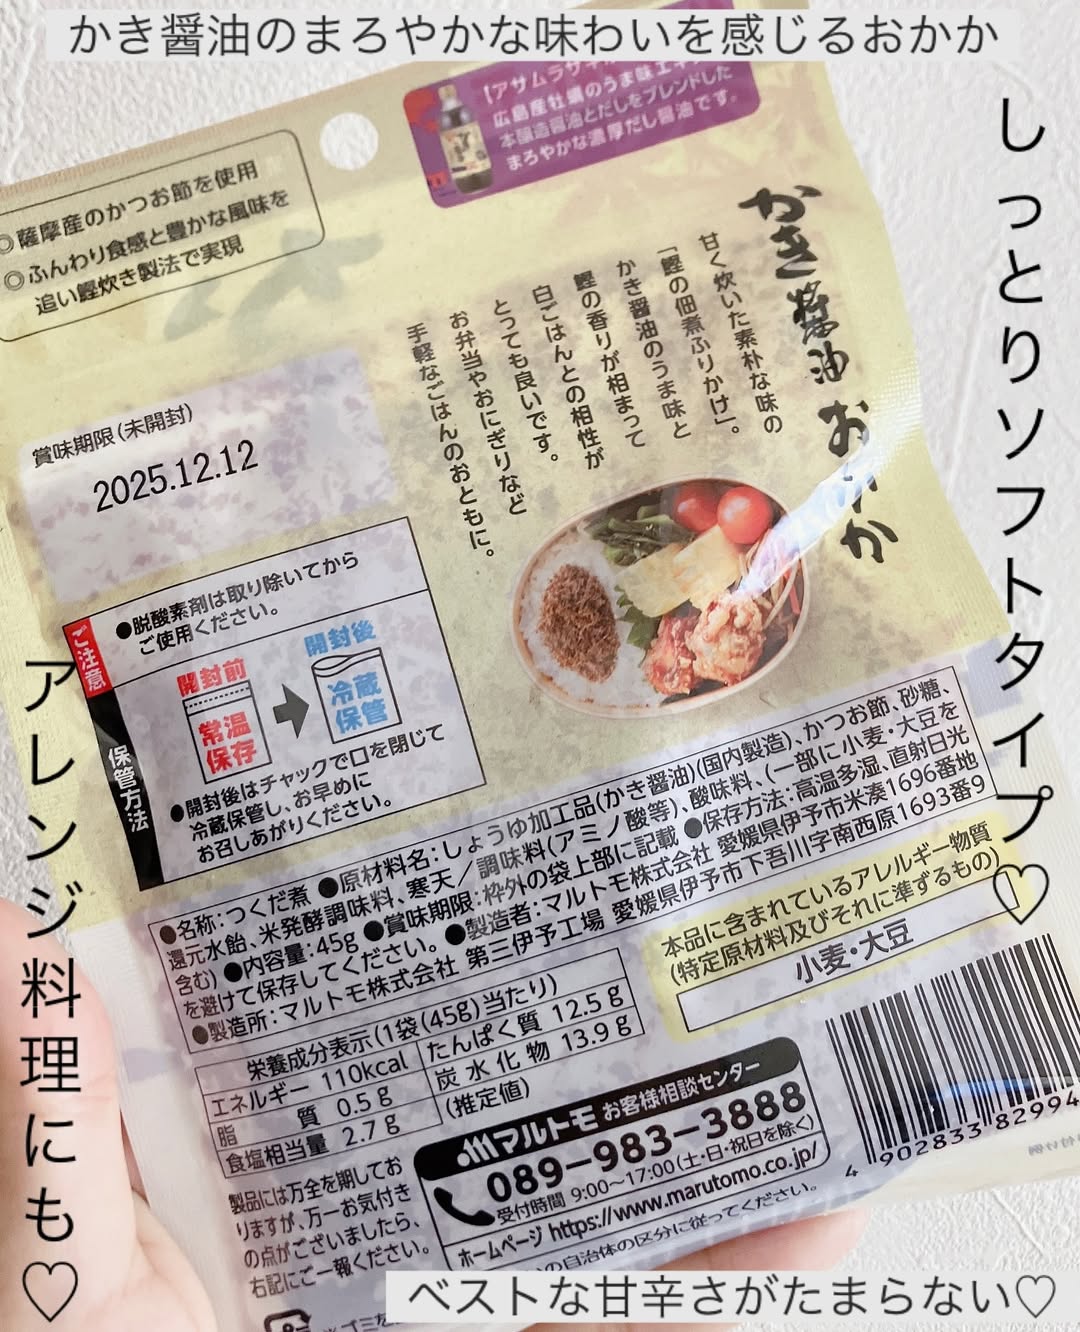 かき醤油のまろやかな味わいを感じるおかか
しっとりソフトタイプ♡
アレンジ料理にも♡
ベストな甘辛さがたまらない♡
広島産牡蠣のうま味エキ
本醸造醤油とだしをブレンドした
まろやかな濃厚だし醤油です。
◎薩摩産のかつお節を使用
◎ふんわり食感と豊かな風味を
追い鰹炊き製法で実現
かき醤油おかか
甘く炊いた素朴な味の
「鰹の佃煮ふりかけ」。
かき醤油のうま味と
鰹の香りが相まって
白ごはんとの相性が
とっても良いです。
お弁当やおにぎりなど
手軽なごはんのおともに。
賞味期限(未開封)
2025.12.12
ご注意
●脱酸素剤は取り除いてから
ご使用ください。
保管方法
開封前
常温
保存
開封後
冷蔵
保管
●開封後はチャックで口を閉じて
冷蔵保管し、お早めに
お召しあがりください。
●名称:つくだ煮 ●原材料名:しょうゆ加工品(かき醤油)(国内製造)、かつお節、砂糖、
還元水飴、米発酵調味料、寒天/調味料(アミノ酸等)、酸味料、(一部に小麦・大豆を
含む) ●内容量:45g ●賞味期限:枠外の袋上部に記載 ●保存方法:高温多湿、直射日光
を避けて保存してください。 ●製造者:マルトモ株式会社 愛媛県伊予市米湊1696番地
●製造所:マルトモ株式会社 第三伊予工場 愛媛県伊予市下吾川字南西原1693番9
栄養成分表示(1袋(45g)当たり)
エネルギー 110kcal たんぱく質 12.5g
脂質 0.5g 炭水化物 13.9g
食塩相当量 2.7g (推定値)
本品に含まれているアレルギー物質
(特定原材料及びそれに準ずるもの)
小麦・大豆
製品には万全を期してお
りますが、万一お気付き
の点がございましたら、
右記にご一報ください。
マルトモ お客様相談センター
089-983-3888
受付時間 9:00〜17:00(土・日・祝日を除く)
ホームページ https://www.marutomo.co.jp/
の自治体の区分に従ってください。
4 902833 82994